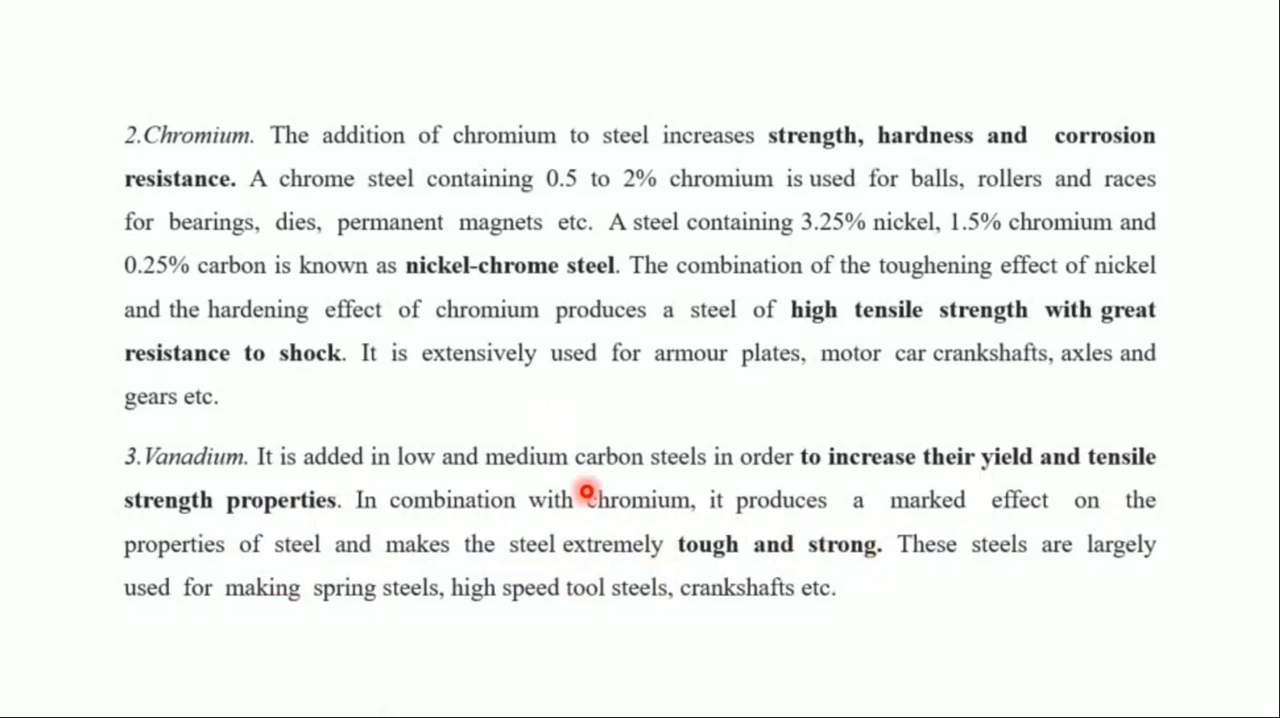 2.Chromium. The addition of chromium to steel increases strength, hardness and corrosion
resistance. A chrome steel containing 0.5 to 2% chromium is used for balls, rollers and races
for bearings, dies, permanent magnets etc. A steel containing 3.25% nickel, 1.5% chromium and
0.25% carbon is known as nickel-chrome steel. The combination of the toughening effect of nickel
and the hardening effect of chromium produces a steel of high tensile strength with great
resistance to shock. It is extensively used for armour plates, motor car crankshafts, axles and
gears etc.
3.Vanadium. It is added in low and medium carbon steels in order to increase their yield and tensile
strength properties. In combination with chromium, it produces a marked effect on the
properties of steel and makes the steel extremely tough and strong. These steels are largely
used for making spring steels, high speed tool steels, crankshafts etc.